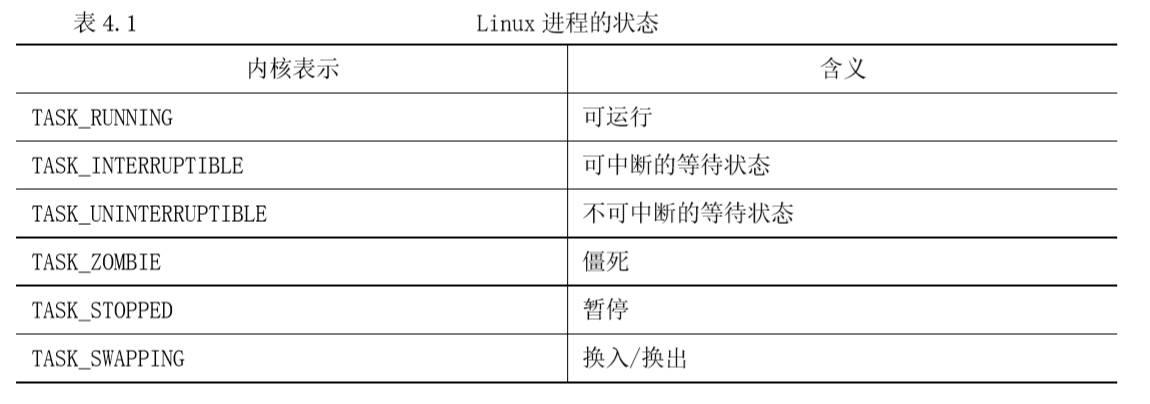 表 4.1 Linux 进程的状态
内核表示 含义
TASK_RUNNING 可运行
TASK_INTERRUPTIBLE 可中断的等待状态
TASK_UNINTERRUPTIBLE 不可中断的等待状态
TASK_ZOMBIE 僵死
TASK_STOPPED 暂停
TASK_SWAPPING 换入/换出